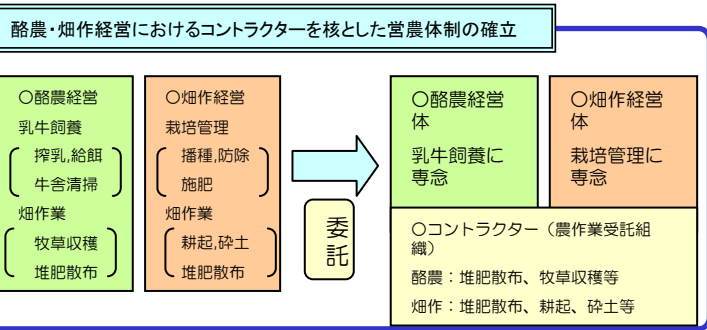 酪農・畑作経営におけるコントラクターを核とした営農体制の確立
〇酪農経営
乳牛飼養
搾乳,給餌
牛舎清掃
畑作業
牧草収穫
堆肥散布
〇畑作経営
栽培管理
播種,防除
施肥
畑作業
耕起,砕土
堆肥散布
委
託
〇酪農経営
体
乳牛飼養に
専念
〇畑作経営
体
栽培管理に
専念
〇コントラクター（農作業受託組
織）
酪農：堆肥散布、牧草収穫等
畑作：堆肥散布、耕起、砕土等